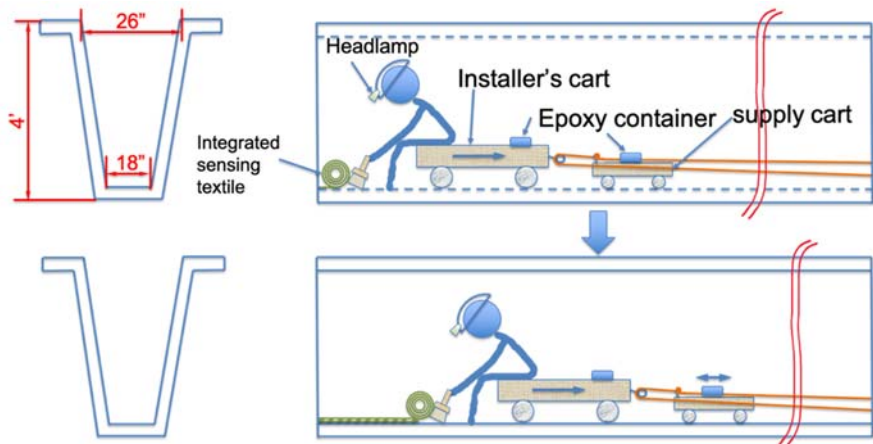 26”
4’
18”
Headlamp
Installer’s cart
Epoxy container
supply cart
Integrated
sensing
textile